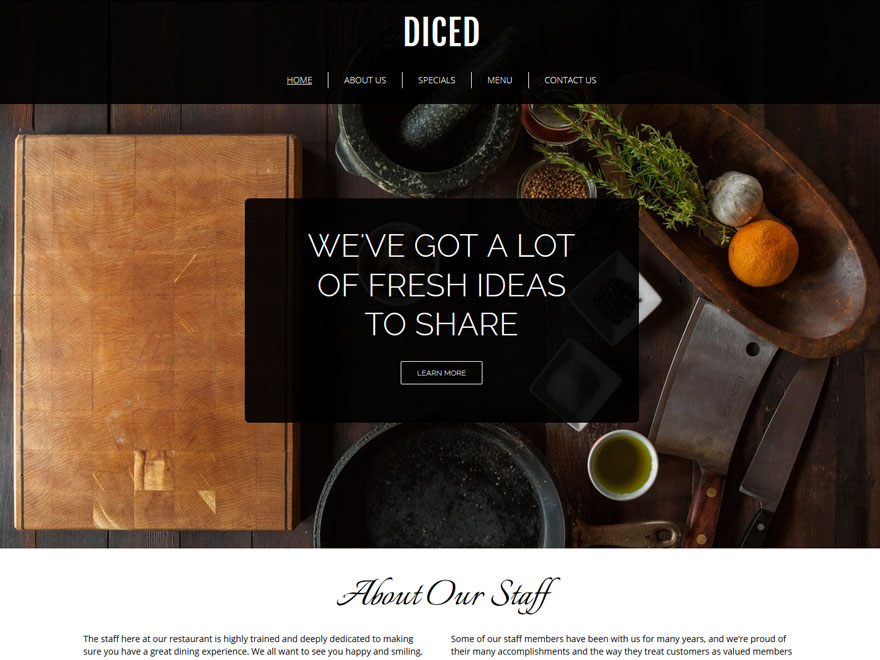 DICED
HOME ABOUT US SPECIALS MENU CONTACT US
WE'VE GOT A LOT
OF FRESH IDEAS
TO SHARE
LEARN MORE
About Our Staff
The staff here at our restaurant is highly trained and deeply dedicated to making
sure you have a great dining experience. We all want to see you happy and smiling,
Some of our staff members have been with us for many years, and we're proud of
their many accomplishments and the way they treat customers as valued members